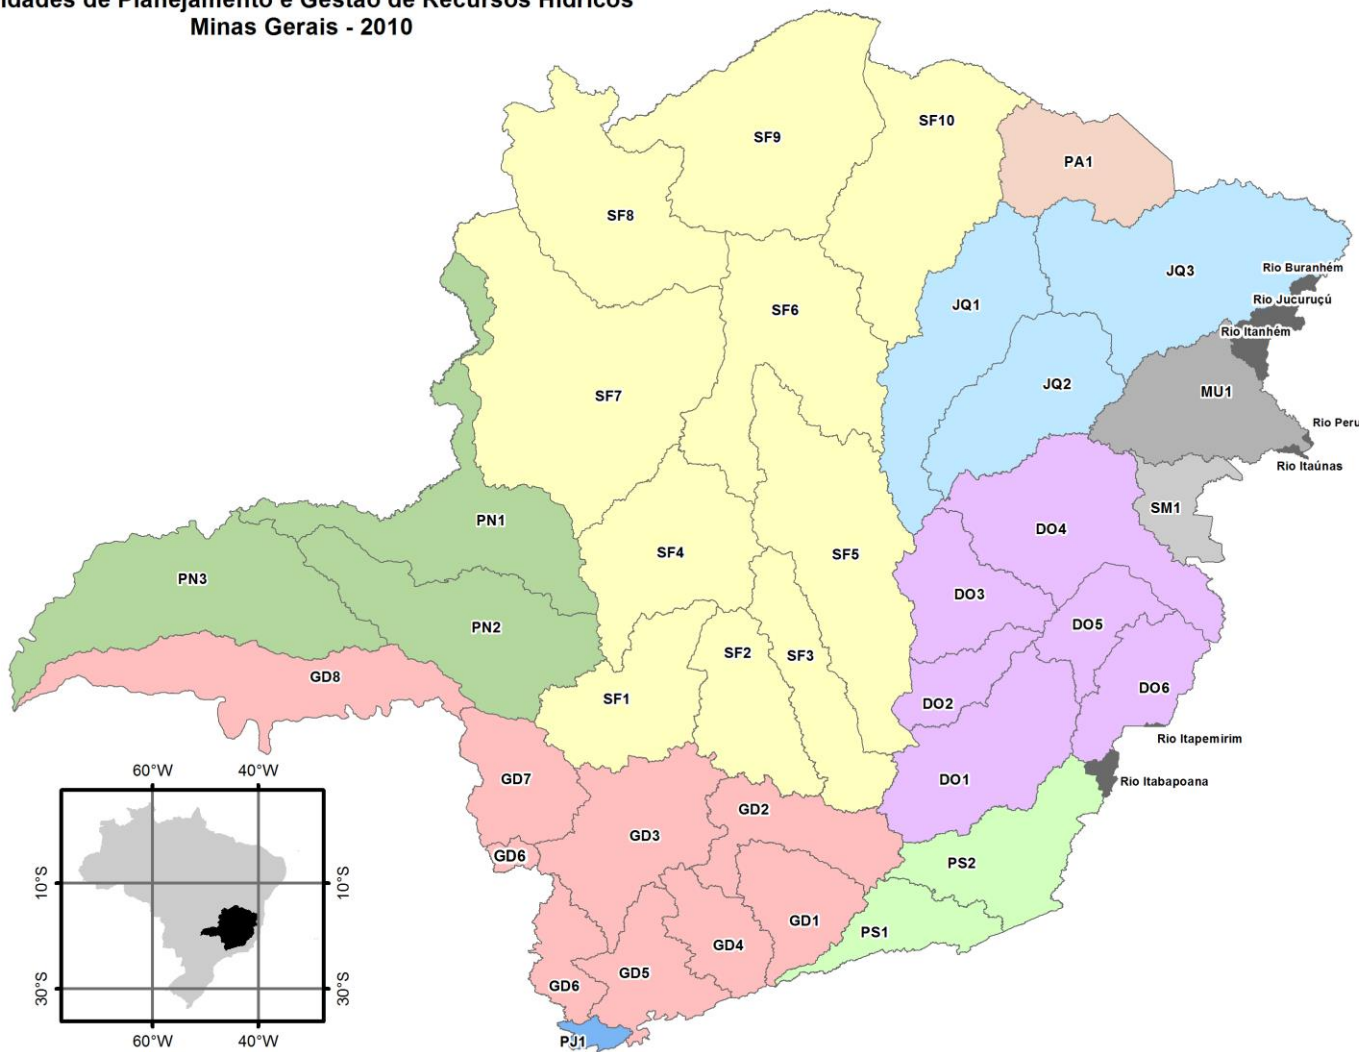 Planejamento e Gestão de Recursos Hídricos
Minas Gerais - 2010
SF9
SF10
PA1
SF8
JQ3
Rio Buranhém
Rio Jucuruçú
JQ1
SF6
Rio Itanhém
JQ2
MU1
SF7
Rio Peru
Rio Itaúnas
SM1
PN1
DO4
SF4
SF5
PN3
DO3
PN2
DO5
SF2
SF3
GD8
DO6
SF1
DO2
Rio Itapemirim
60°W 40°W
GD7
DO1
Rio Itabapoana
GD2
GD3
GD6
PS2
10°S 10°S
GD1
PS1
GD4
GD5
GD6
30°S 30°S
PJ1
60°W 40°W